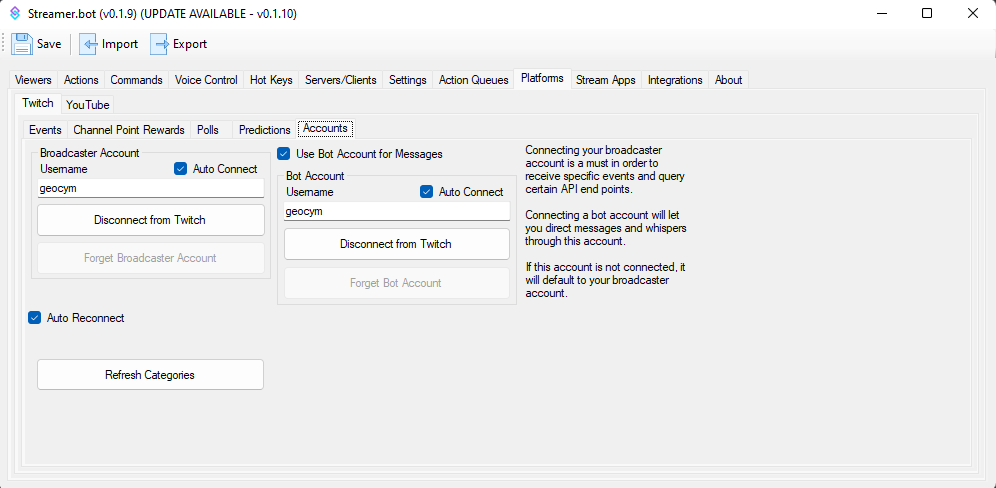 Streamer.bot (v0.1.9) (UPDATE AVAILABLE - v0.1.10)
Save Import Export
Viewers Actions Commands Voice Control Hot Keys Servers/Clients Settings Action Queues Platforms Stream Apps Integrations About
Twitch YouTube
Events Channel Point Rewards Polls Predictions Accounts
Broadcaster Account
Username Auto Connect
geocym
Disconnect from Twitch
Forget Broadcaster Account
Use Bot Account for Messages
Bot Account
Username Auto Connect
geocym
Disconnect from Twitch
Forget Bot Account
Connecting your broadcaster
account is a must in order to
receive specific events and query
certain API end points.
Connecting a bot account will let
you direct messages and whispers
through this account.
If this account is not connected, it
will default to your broadcaster
account.
Auto Reconnect
Refresh Categories